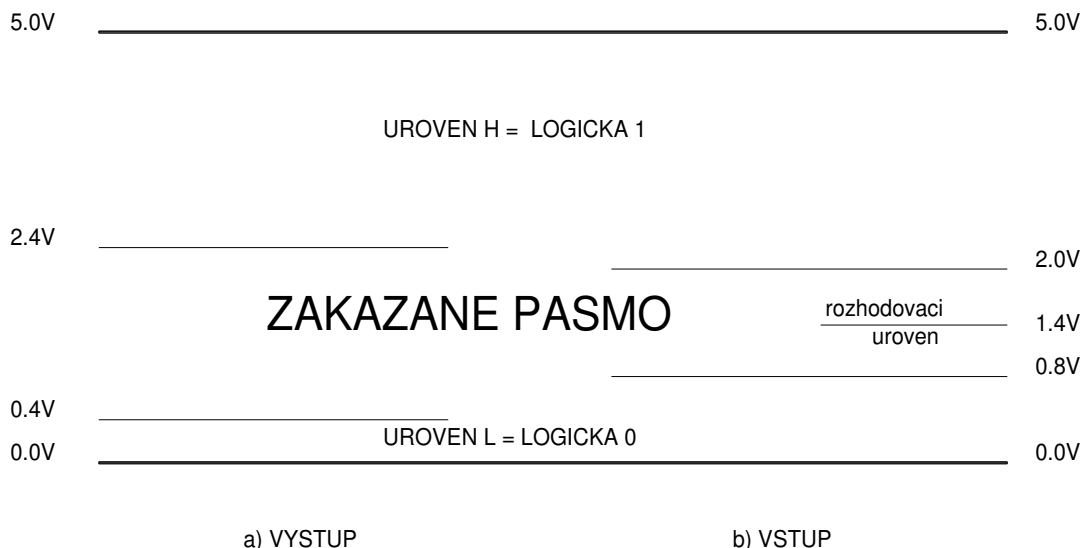 5.0V 5.0V
UROVEN H = LOGICKA 1
2.4V
2.0V
ZAKAZANE PASMO
rozhodovaci
1.4V
uroven
0.8V
0.4V
UROVEN L = LOGICKA 0
0.0V 0.0V
a) VYSTUP b) VSTUP